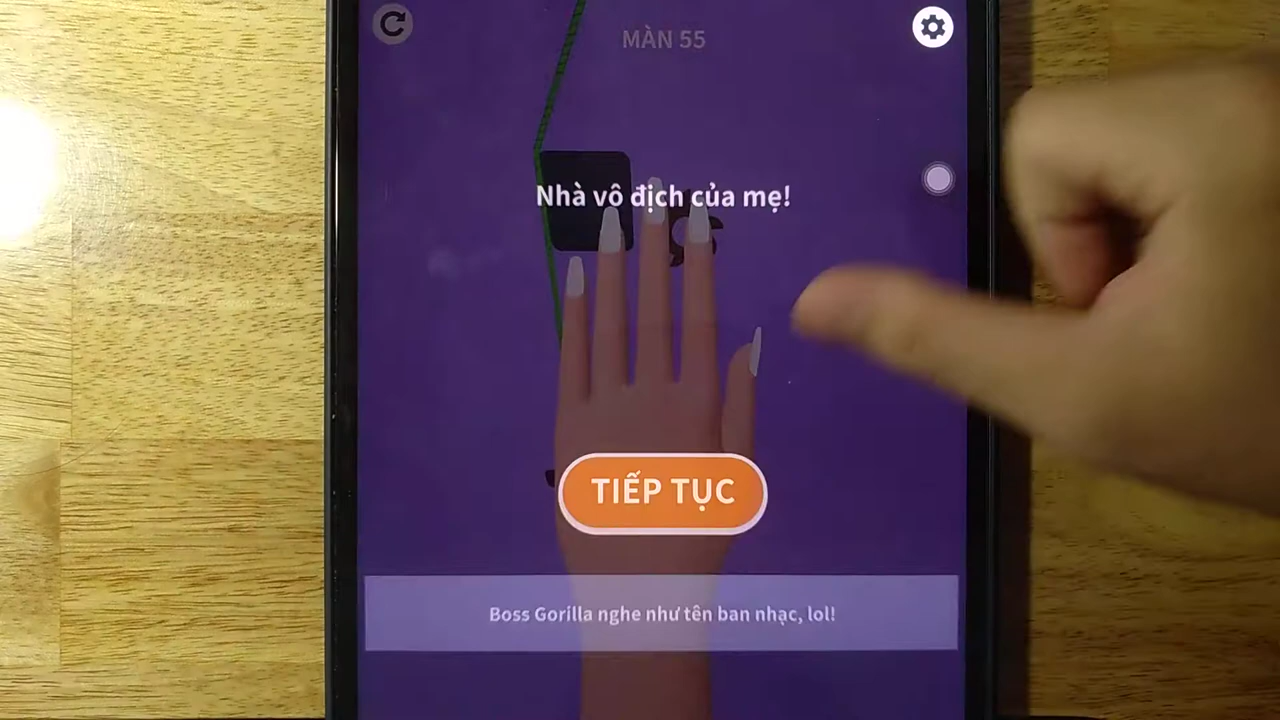 MÀN 55
Nhà vô địch của mẹ!
TIẾP TỤC
Boss Gorilla nghe như tên ban nhạc, lol!